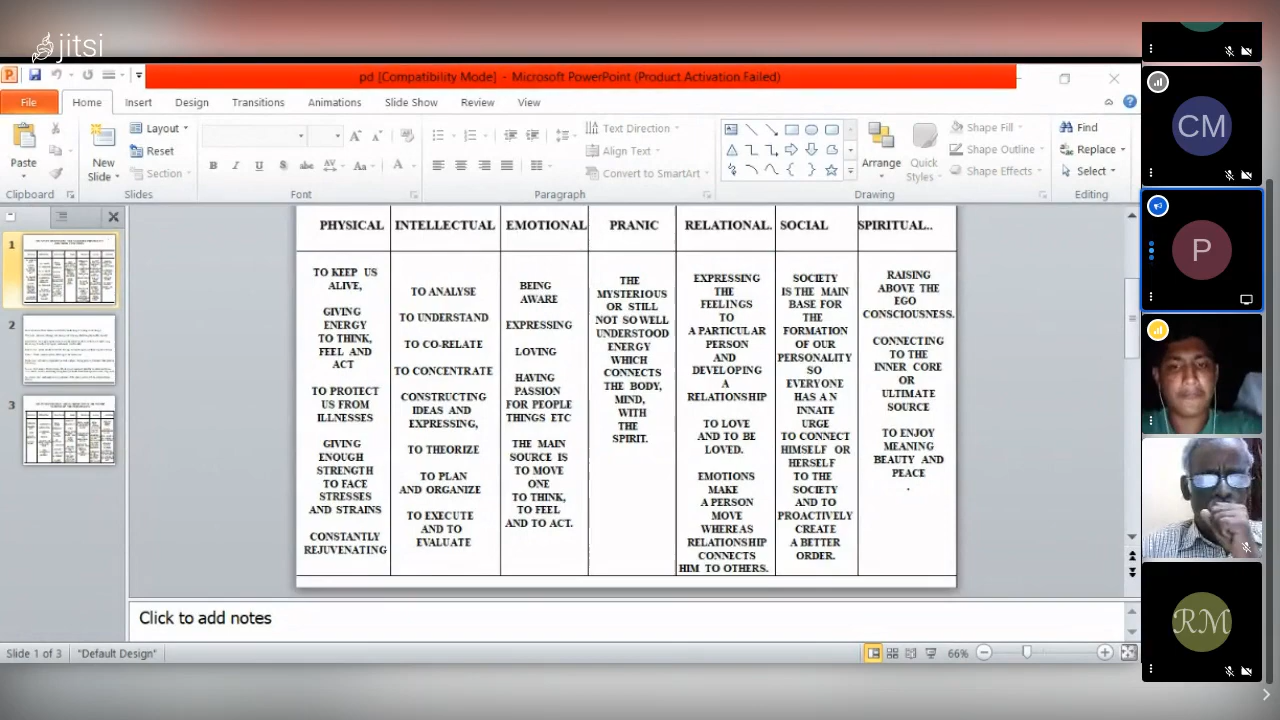 jitsi
pd [Compatibility Mode] - Microsoft PowerPoint (Product Activation Failed)
File Home Insert Design Transitions Animations Slide Show Review View
Paste
New
Slide
Layout
Reset
Section
B I U S abc AV Aa A
Text Direction
Align Text
Convert to SmartArt
Arrange
Quick
Styles
Shape Fill
Shape Outline
Shape Effects
Find
Replace
Select
Clipboard Slides Font Paragraph Drawing Editing
1
2
3
PHYSICAL INTELLECTUAL EMOTIONAL PRANIC RELATIONAL. SOCIAL SPIRITUAL..
TO KEEP US
ALIVE,
GIVING
ENERGY
TO THINK,
FEEL AND
ACT
TO PROTECT
US FROM
ILLNESSES
GIVING
ENOUGH
STRENGTH
TO FACE
STRESSES
AND STRAINS
CONSTANTLY
REJUVENATING
TO ANALYSE
TO UNDERSTAND
TO CO-RELATE
TO CONCENTRATE
CONSTRUCTING
IDEAS AND
EXPRESSING,
TO THEORIZE
TO PLAN
AND ORGANIZE
TO EXECUTE
AND TO
EVALUATE
BEING
AWARE
EXPRESSING
LOVING
HAVING
PASSION
FOR PEOPLE
THINGS ETC
THE MAIN
SOURCE IS
TO MOVE
ONE
TO THINK,
TO FEEL
AND TO ACT.
THE
MYSTERIOUS
OR STILL
NOT SO WELL
UNDERSTOOD
ENERGY
WHICH
CONNECTS
THE BODY,
MIND,
WITH
THE
SPIRIT.
EXPRESSING
THE
FEELINGS
TO
A PARTICULAR
PERSON
AND
DEVELOPING
A
RELATIONSHIP
TO LOVE
AND TO BE
LOVED.
EMOTIONS
MAKE
A PERSON
MOVE
WHEREAS
RELATIONSHIP
CONNECTS
HIM TO OTHERS.
SOCIETY
IS THE MAIN
BASE FOR
THE
FORMATION
OF OUR
PERSONALITY
SO
EVERYONE
HAS A N
INNATE
URGE
TO CONNECT
HIMSELF OR
HERSELF
TO THE
SOCIETY
AND TO
PROACTIVELY
CREATE
A BETTER
ORDER.
RAISING
ABOVE THE
EGO
CONSCIOUSNESS.
CONNECTING
TO THE
INNER CORE
OR
ULTIMATE
SOURCE
TO ENJOY
MEANING
BEAUTY AND
PEACE
.
Click to add notes
Slide 1 of 3 "Default Design" 66%
CM
P
RM